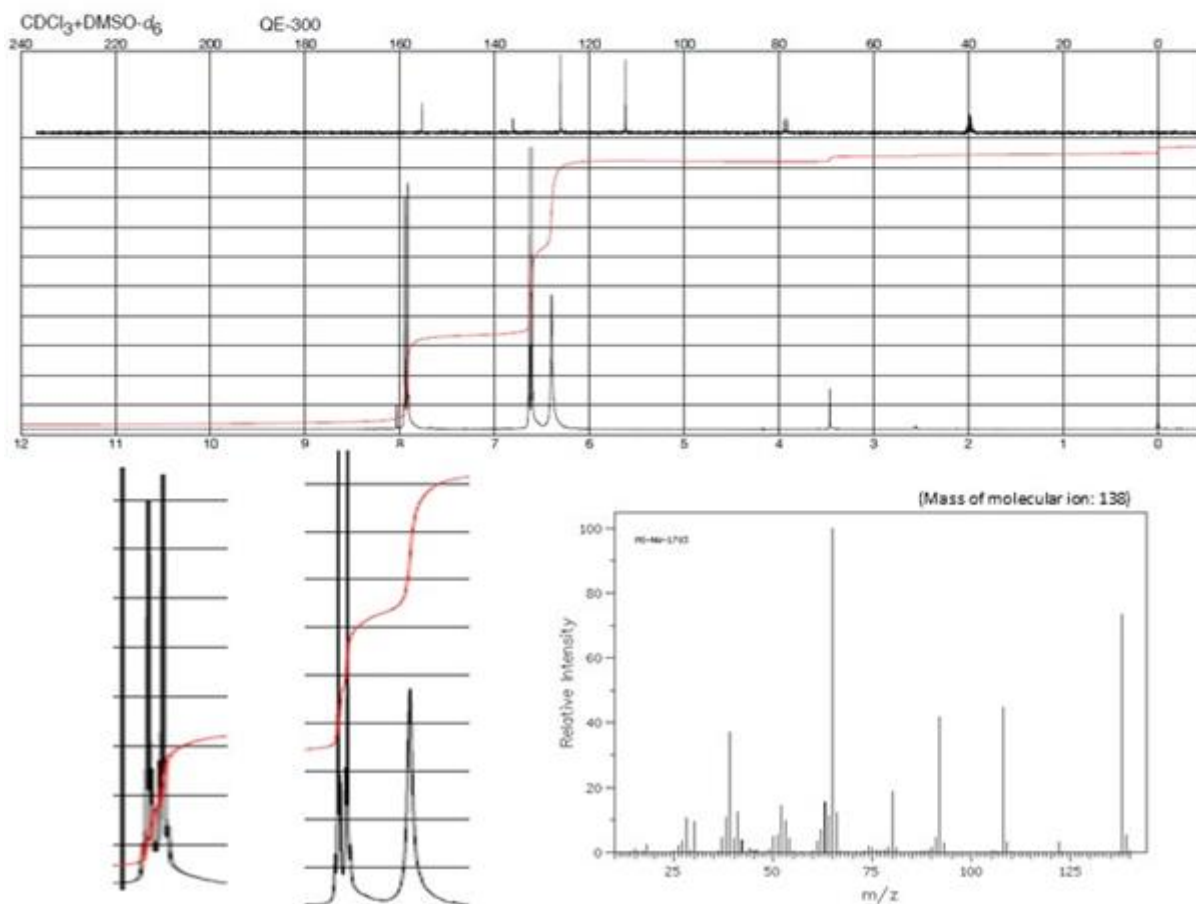 CDCl3+DMSO-d6 QE-300
240 220 200 180 160 140 120 100 80 60 40 20 0
12 11 10 9 8 7 6 5 4 3 2 1 0
(Mass of molecular ion: 138)
100
80
60
40
20
0
Relative Intensity
25 50 75 100 125
m/z